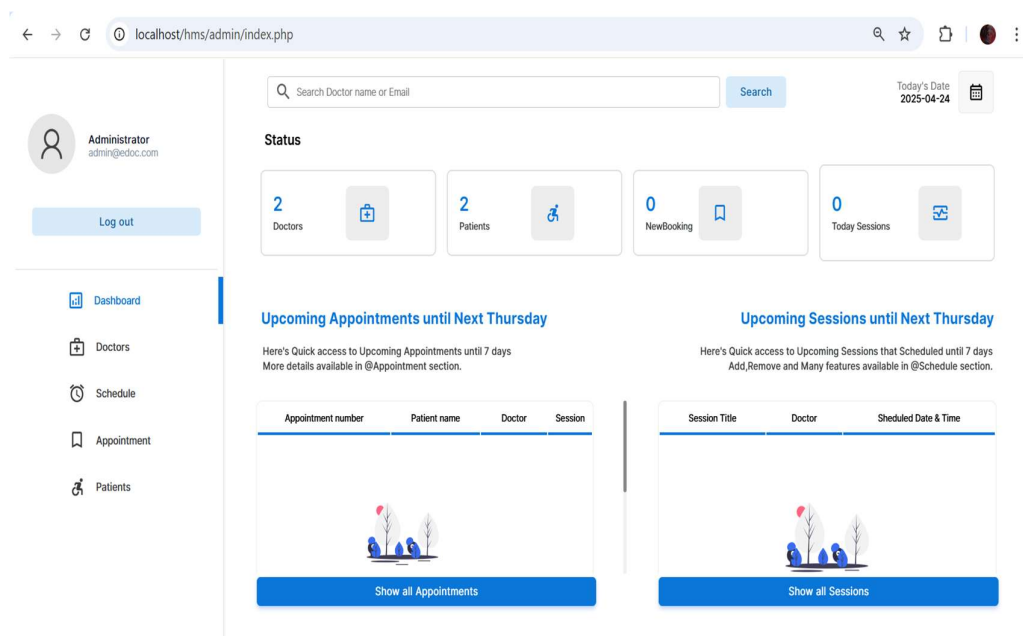 localhost/hms/admin/index.php
Search Doctor name or Email
Search
Today's Date
2025-04-24
Administrator
admin@edoc.com
Log out
Dashboard
Doctors
Schedule
Appointment
Patients
Status
2
Doctors
2
Patients
0
NewBooking
0
Today Sessions
Upcoming Appointments until Next Thursday
Here's Quick access to Upcoming Appointments until 7 days
More details available in @Appointment section.
Appointment number Patient name Doctor Session
Show all Appointments
Upcoming Sessions until Next Thursday
Here's Quick access to Upcoming Sessions that Scheduled until 7 days
Add,Remove and Many features available in @Schedule section.
Session Title Doctor Sheduled Date & Time
Show all Sessions